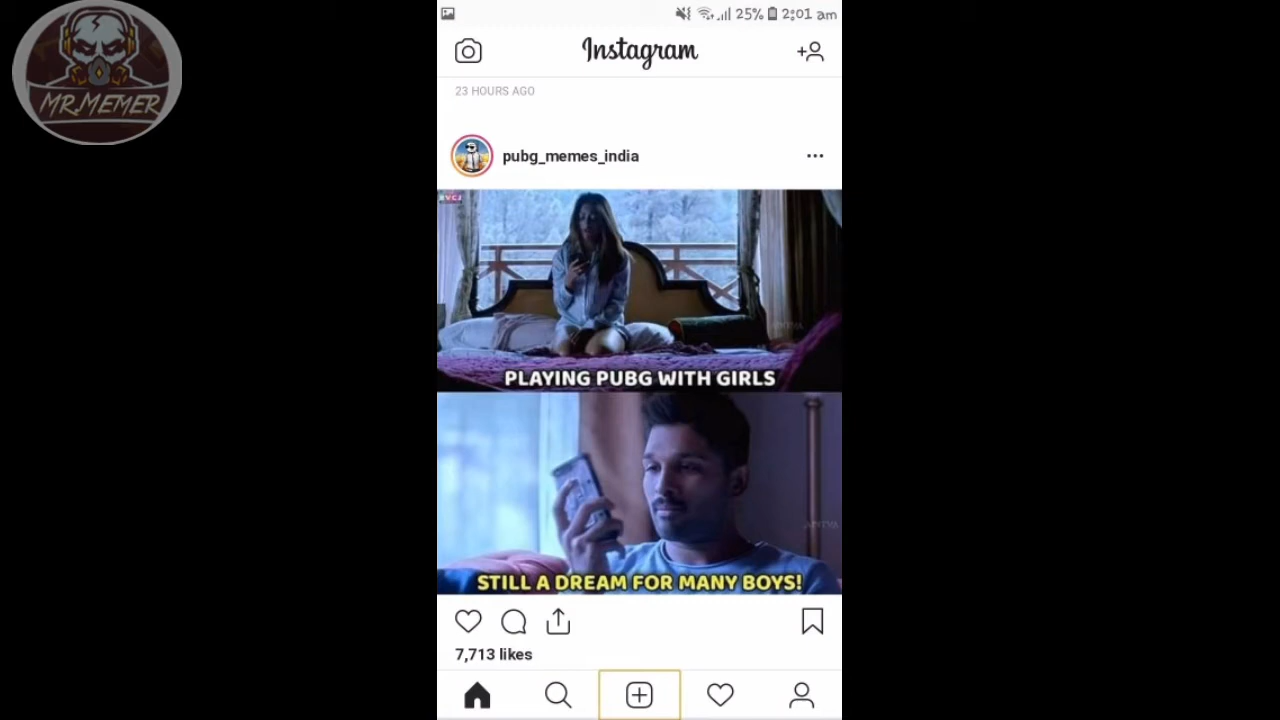 MR.MEMER
25% 2:01 am
Instagram
23 HOURS AGO
pubg_memes_india
RVCJ
PLAYING PUBG WITH GIRLS
STILL A DREAM FOR MANY BOYS!
7,713 likes